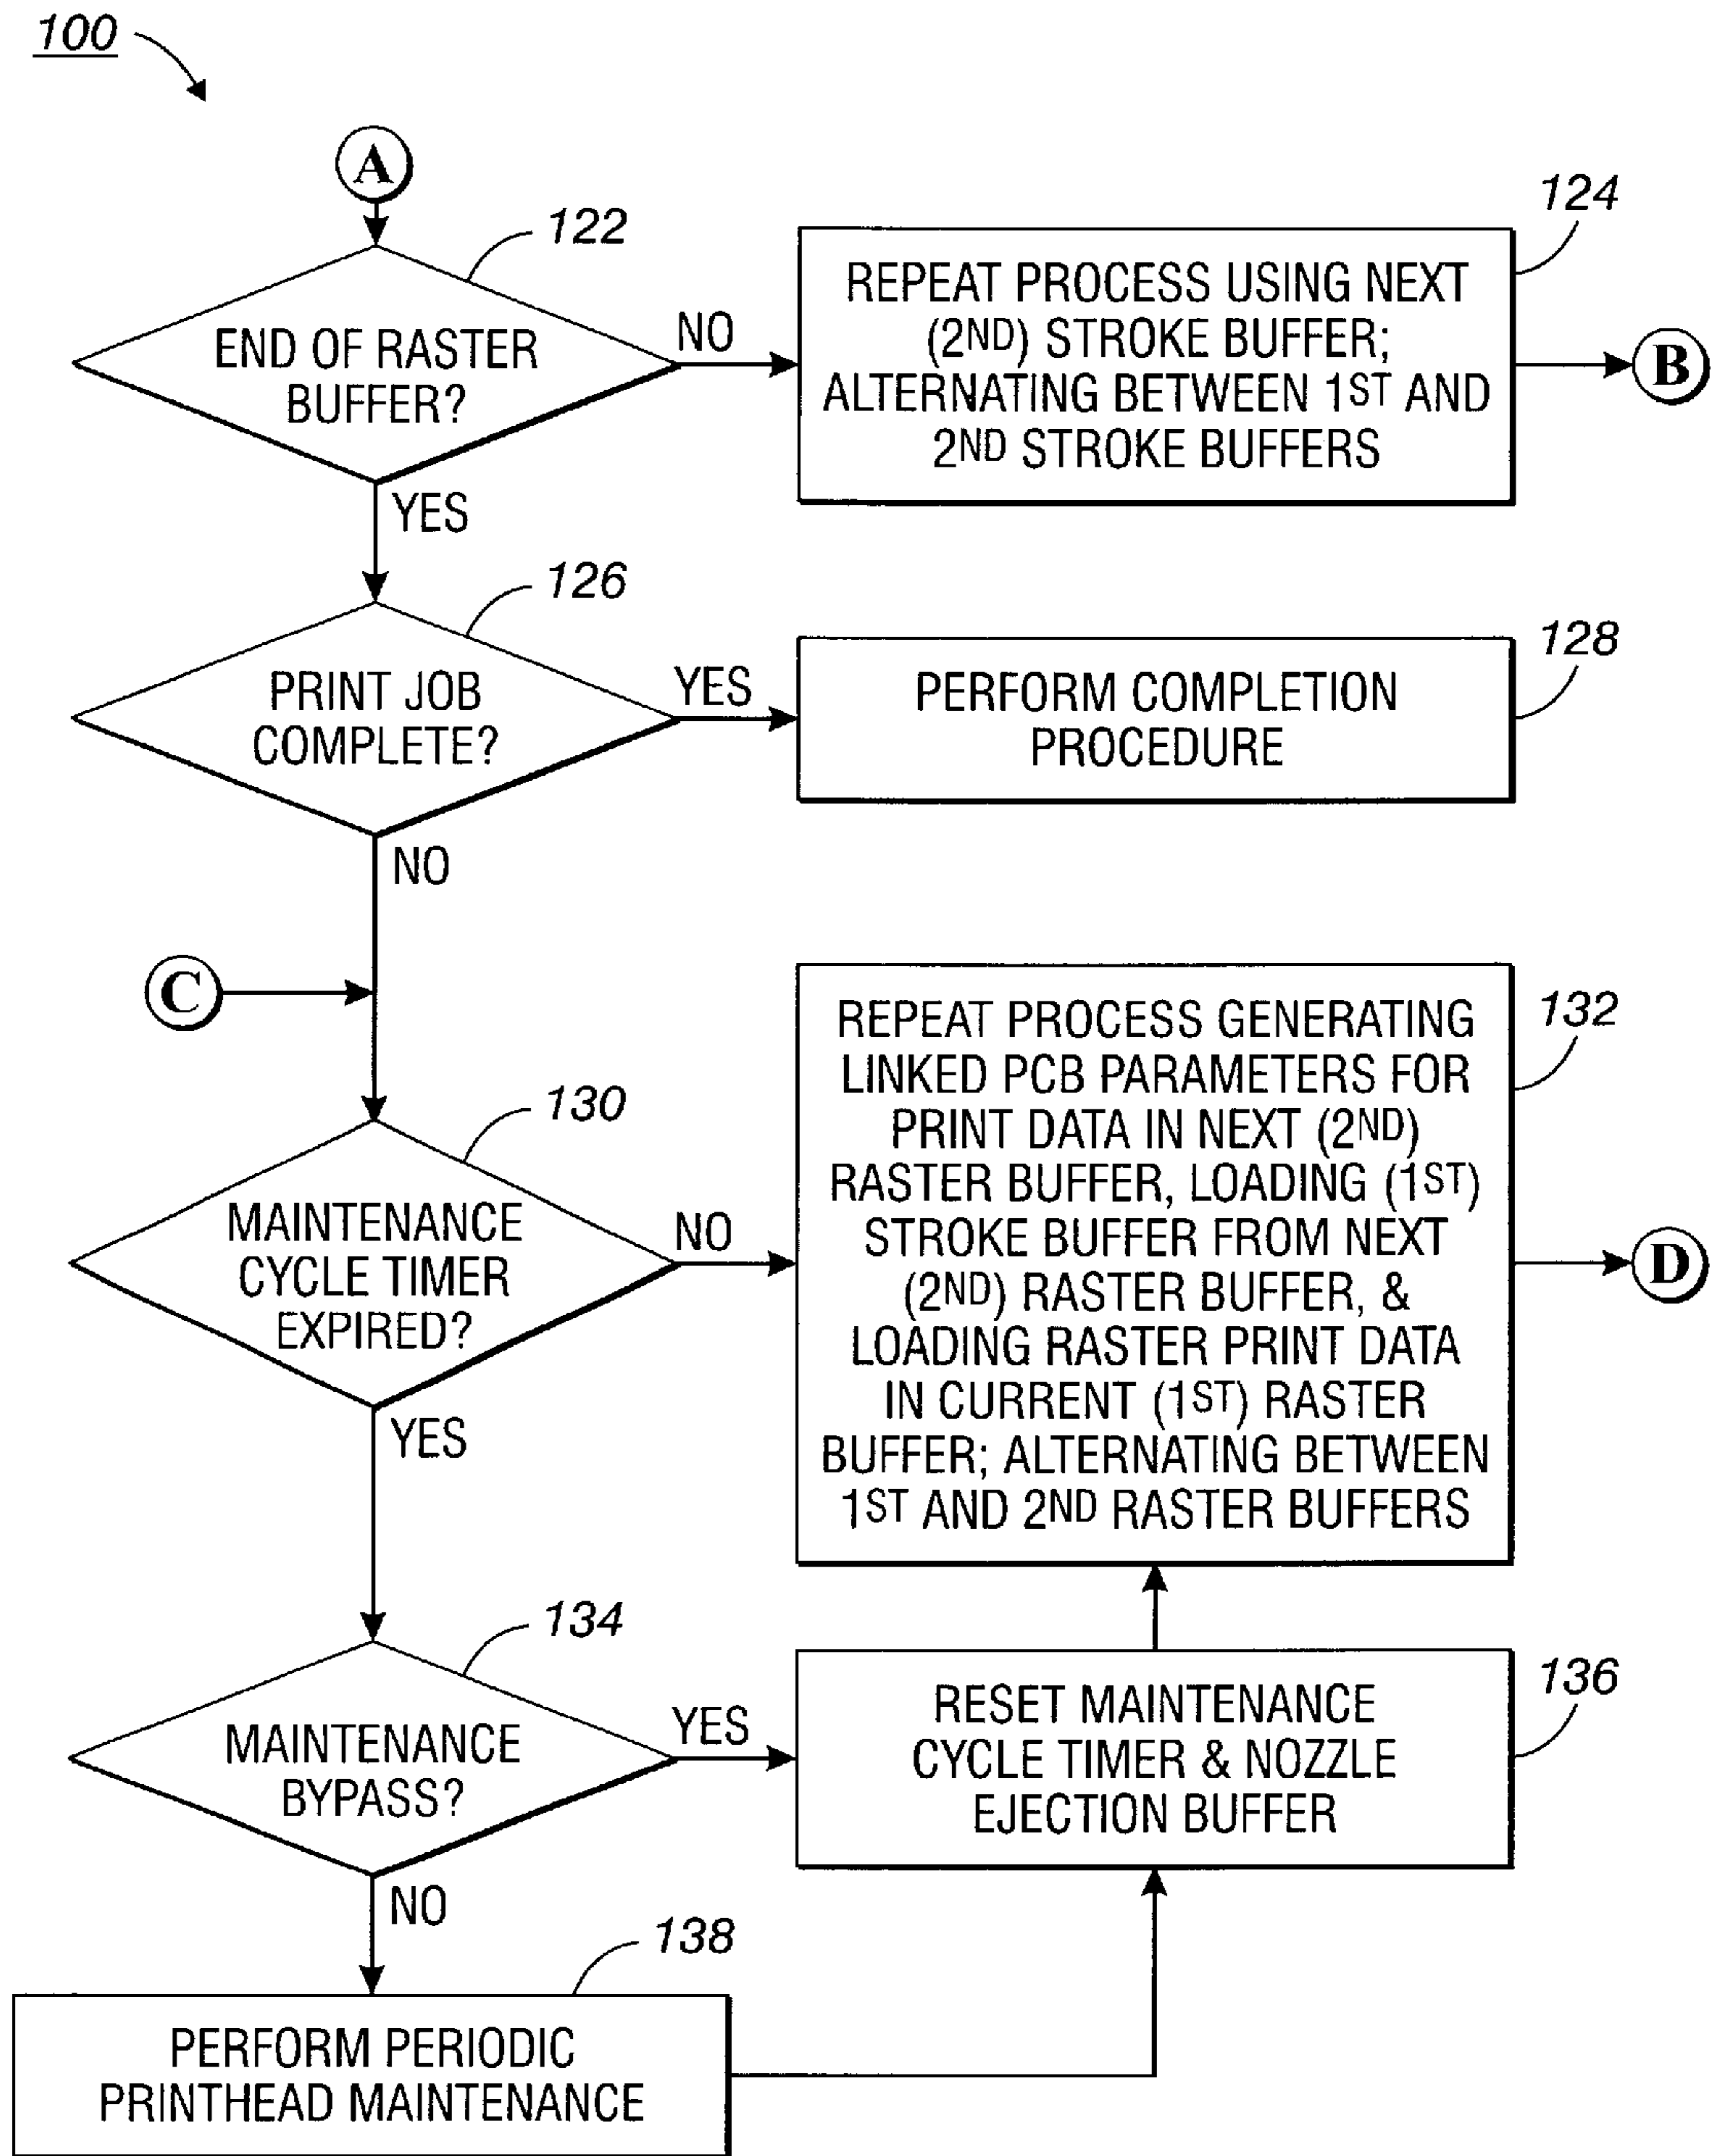 100
A
122
END OF RASTER
BUFFER?
NO
YES
124
REPEAT PROCESS USING NEXT
(2ND) STROKE BUFFER;
ALTERNATING BETWEEN 1ST AND
2ND STROKE BUFFERS
B
126
PRINT JOB
COMPLETE?
YES
NO
128
PERFORM COMPLETION
PROCEDURE
C
130
MAINTENANCE
CYCLE TIMER
EXPIRED?
NO
YES
132
REPEAT PROCESS GENERATING
LINKED PCB PARAMETERS FOR
PRINT DATA IN NEXT (2ND)
RASTER BUFFER, LOADING (1ST)
STROKE BUFFER FROM NEXT
(2ND) RASTER BUFFER, &
LOADING RASTER PRINT DATA
IN CURRENT (1ST) RASTER
BUFFER; ALTERNATING BETWEEN
1ST AND 2ND RASTER BUFFERS
D
134
MAINTENANCE
BYPASS?
YES
NO
136
RESET MAINTENANCE
CYCLE TIMER & NOZZLE
EJECTION BUFFER
138
PERFORM PERIODIC
PRINTHEAD MAINTENANCE